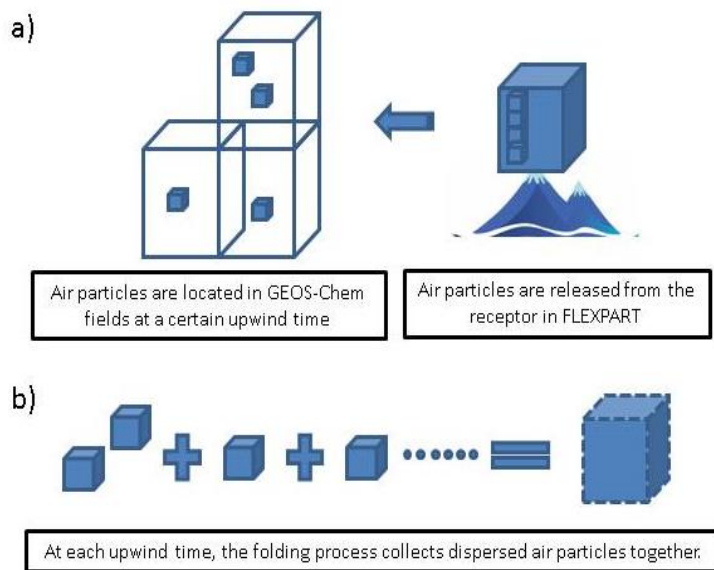 a)
Air particles are located in GEOS-Chem
fields at a certain upwind time
Air particles are released from the
receptor in FLEXPART
b)
At each upwind time, the folding process collects dispersed air particles together.